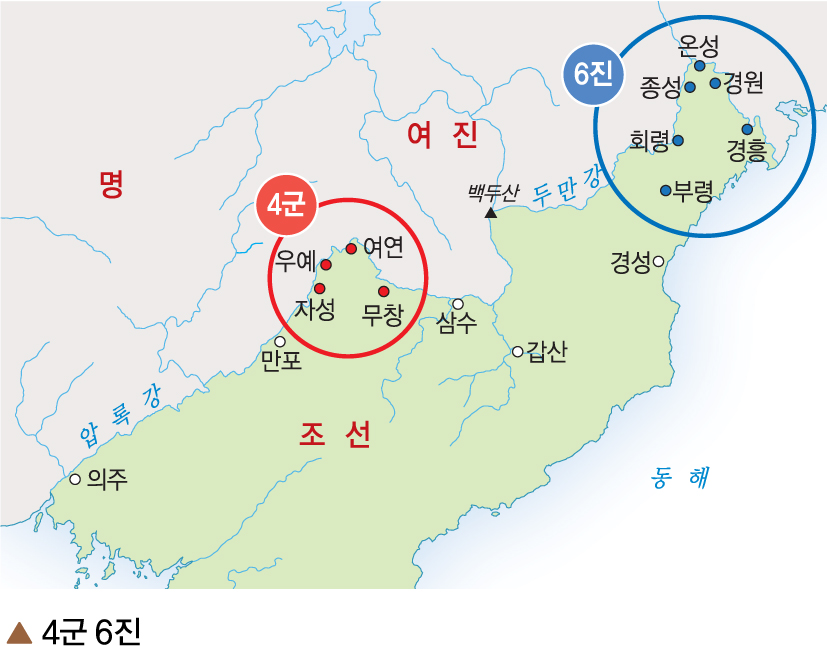 온성
6진
종성
경원
여 진
회령
경흥
명
백두산
두만강
부령
4군
여연
우예
경성
자성
무창
삼수
만포
갑산
압록강
조 선
의주
동 해
▲ 4군 6진